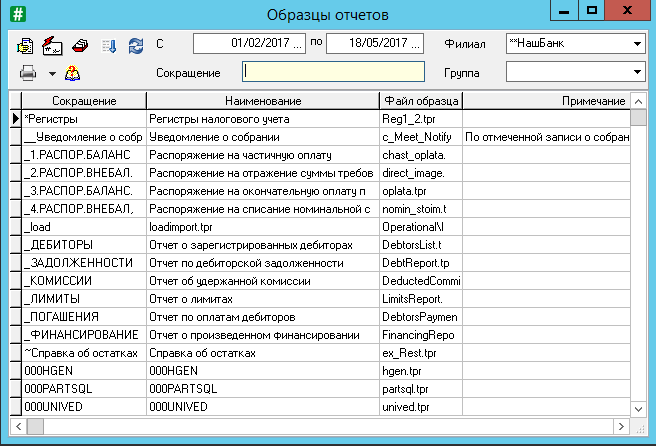 Образцы отчетов
С 01/02/2017 ... по 18/05/2017 ... Филиал **НашБанк
Сокращение Группа
Сокращение Наименование Файл образца Примечание
*Регистры Регистры налогового учета Reg1_2.tpr
__Уведомление о собр Уведомление о собрании c_Meet_Notify По отмеченной записи о собран
_1.РАСПОР.БАЛАНС Распоряжение на частичную оплату chast_oplata.
_2.РАСПОР.ВНЕБАЛ. Распоряжение на отражение суммы требов direct_image.
_3.РАСПОР.БАЛАНС. Распоряжение на окончательную оплату п oplata.tpr
_4.РАСПОР.ВНЕБАЛ, Распоряжение на списание номинальной с nomin_stoim.t
_load loadimport.tpr Operational\l
_ДЕБИТОРЫ Отчет о зарегистрированных дебиторах DebtorsList.t
_ЗАДОЛЖЕННОСТИ Отчет по дебиторской задолженности DebtReport.tp
_КОМИССИИ Отчет об удержанной комиссии DeductedCommi
_ЛИМИТЫ Отчет о лимитах LimitsReport.
_ПОГАШЕНИЯ Отчет по оплатам дебиторов DebtorsPaymen
_ФИНАНСИРОВАНИЕ Отчет о произведенном финансировании FinancingRepo
~Справка об остатках Справка об остатках ex_Rest.tpr
000HGEN 000HGEN hgen.tpr
000PARTSQL 000PARTSQL partsql.tpr
000UNIVED 000UNIVED unived.tpr